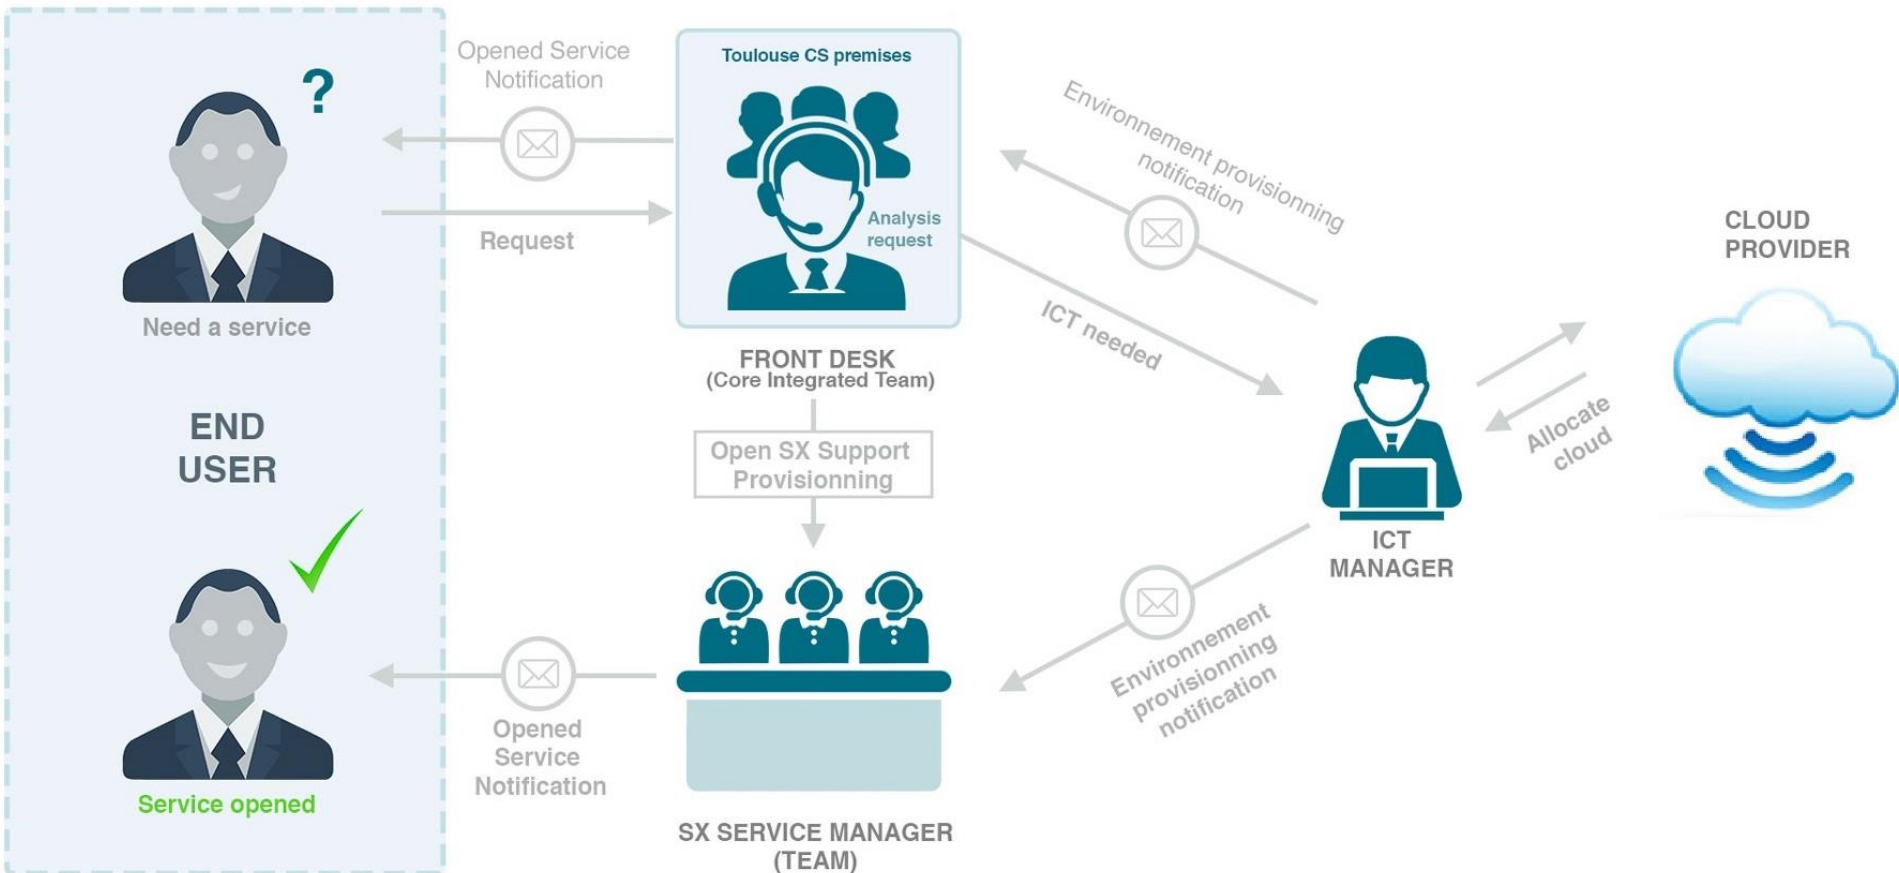 Opened Service
Notification
Toulouse CS premises
?
Analysis
request
Request
Need a service
FRONT DESK
(Core Integrated Team)
Environnement provisionning
notification
ICT needed
CLOUD
PROVIDER
Allocate
cloud
END
USER
Open SX Support
Provisionning
ICT
MANAGER
Environnement
provisionning
notification
Opened
Service
Notification
Service opened
SX SERVICE MANAGER
(TEAM)